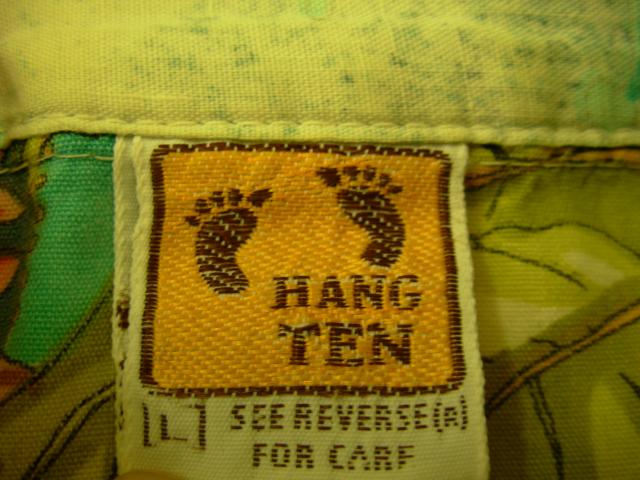 HANG
TEN
[L] SEE REVERSE(R)
FOR CARE